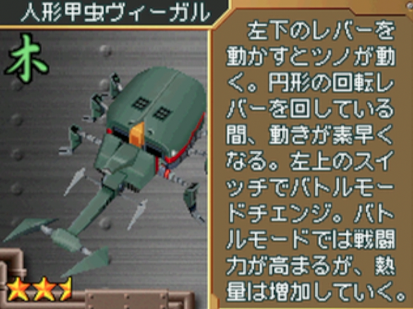 人形甲虫ヴィーガル
木
左下のレバーを
動かすとツノが動
く。円形の回転レ
バーを回している
間、動きが素早く
なる。左上のスイ
ッチでバトルモー
ドチェンジ。バト
ルモードでは戦闘
力が高まるが、熱
量は増加していく。